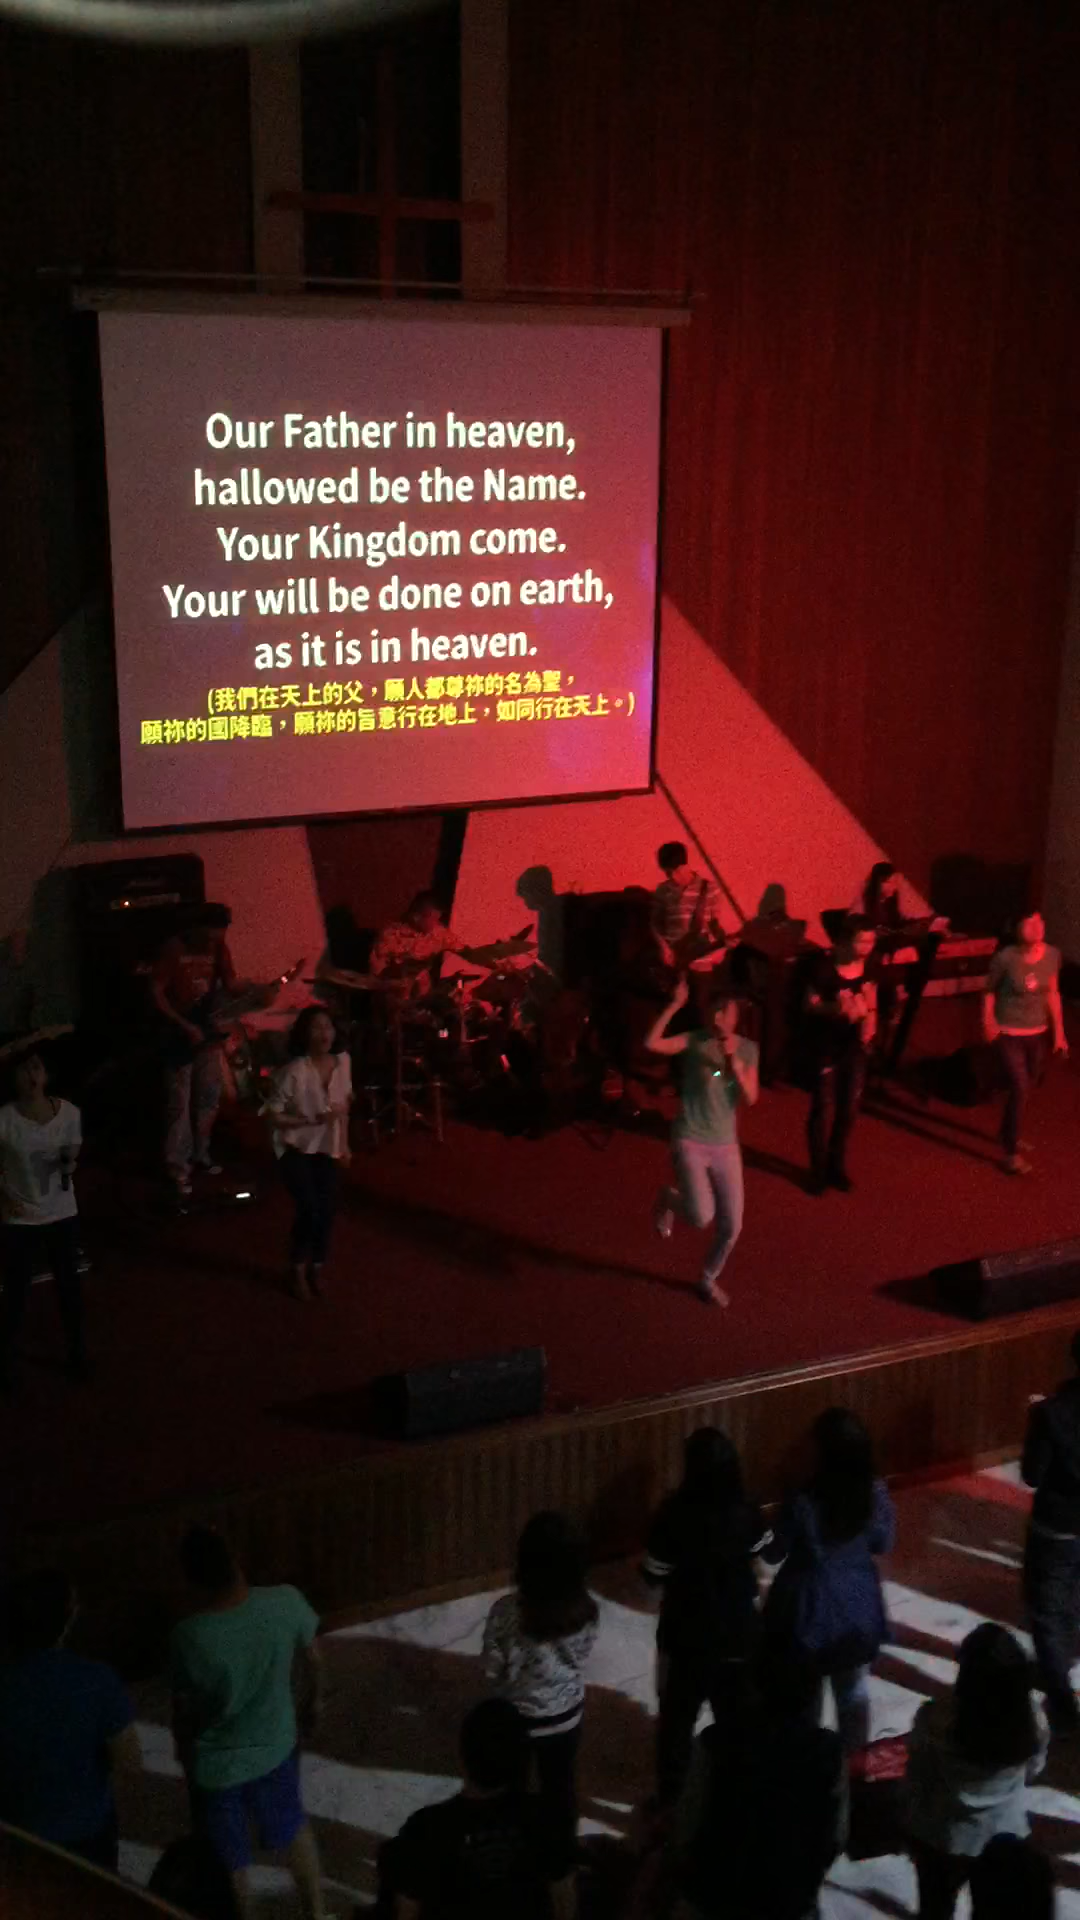 Our Father in heaven,
hallowed be the Name.
Your Kingdom come.
Your will be done on earth,
as it is in heaven.
(我們在天上的父，願人都尊祢的名為聖，
願祢的國降臨，願祢的旨意行在地上，如同行在天上。)